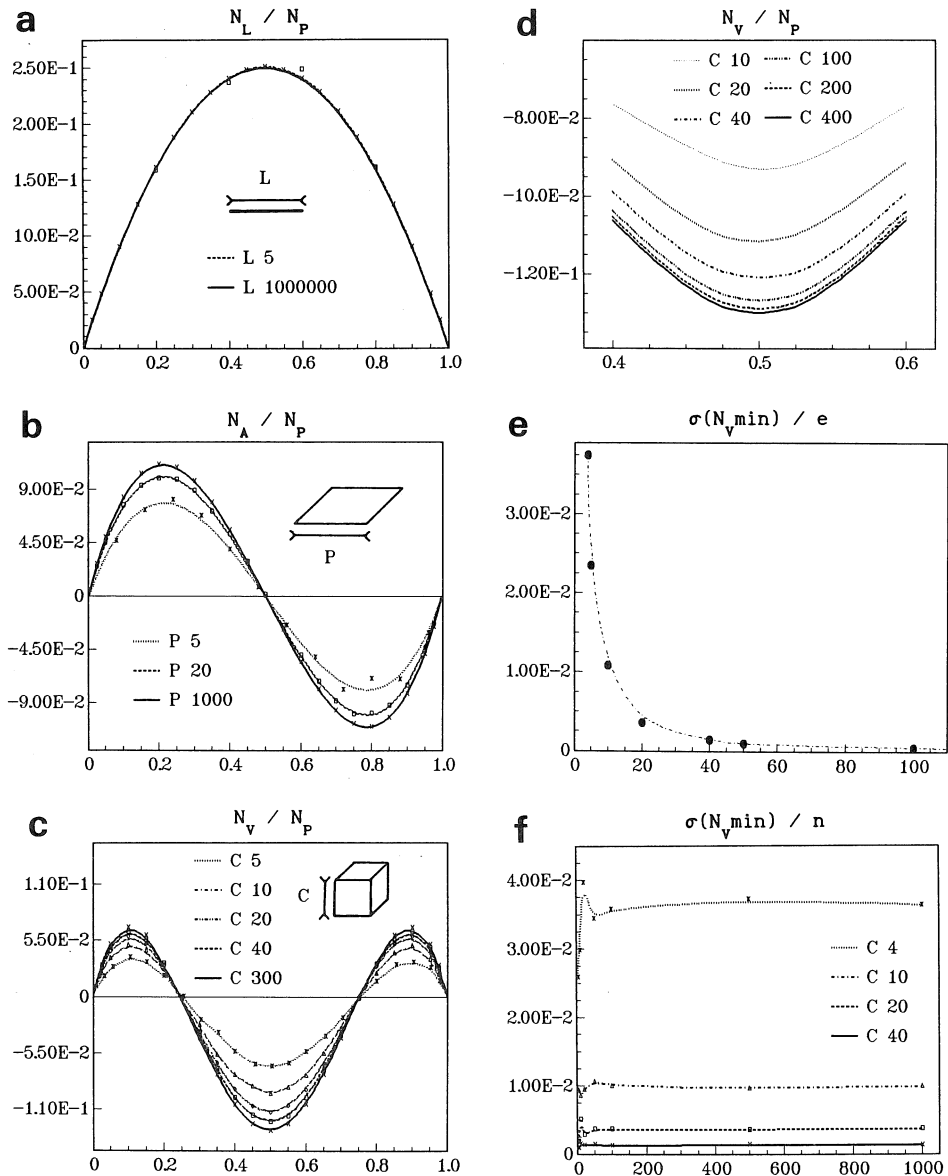 a
N_L / N_P
2.50E-1
2.00E-1
1.50E-1
10.0E-2
5.00E-2
0
L
L 5
L 1000000
0 0.2 0.4 0.6 0.8 1.0
b
N_A / N_P
9.00E-2
4.50E-2
0
-4.50E-2
-9.00E-2
P
P 5
P 20
P 1000
0 0.2 0.4 0.6 0.8 1.0
c
N_V / N_P
1.10E-1
5.50E-2
0
-5.50E-2
-1.10E-1
C 5
C 10
C 20
C 40
C 300
C
0 0.2 0.4 0.6 0.8 1.0
d
N_V / N_P
C 10 C 100
C 20 C 200
C 40 C 400
-8.00E-2
-10.0E-2
-1.20E-1
0.4 0.5 0.6
e
σ(N_Vmin) / e
3.00E-2
2.00E-2
1.00E-2
0
0 20 40 60 80 100
f
σ(N_Vmin) / n
4.00E-2
3.00E-2
2.00E-2
1.00E-2
0
C 4
C 10
C 20
C 40
0 200 400 600 800 1000